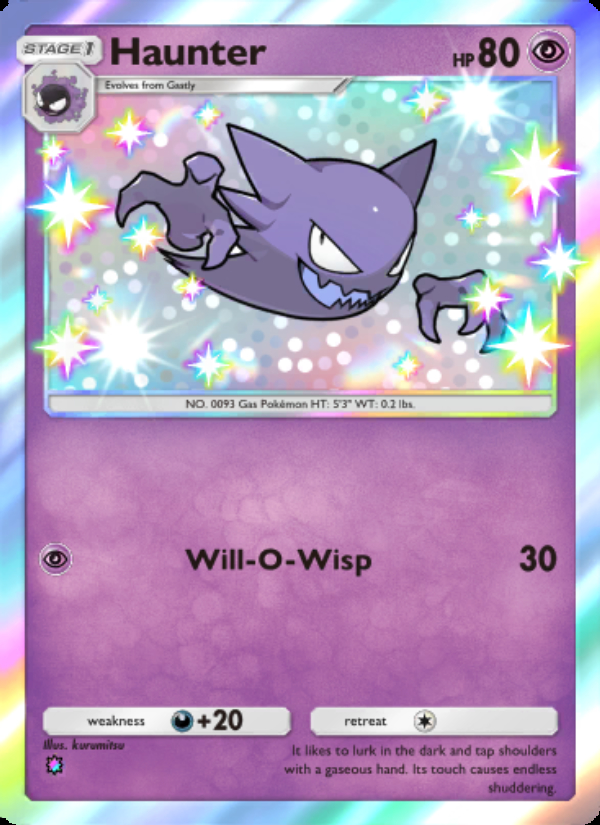 STAGE 1
Haunter
HP 80
Evolves from Gastly
NO. 0093 Gas Pokémon HT: 5'3" WT: 0.2 lbs.
Will-O-Wisp 30
weakness +20 retreat
Illus. kurumitsu
It likes to lurk in the dark and tap shoulders
with a gaseous hand. Its touch causes endless
shuddering.